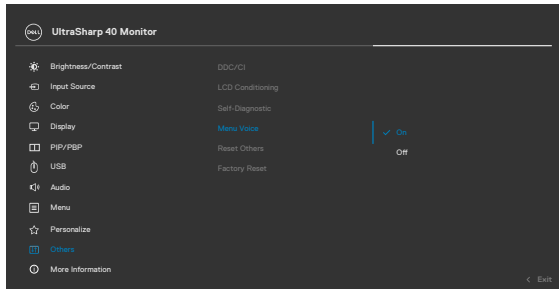 DELL UltraSharp 40 Monitor
Brightness/Contrast
Input Source
Color
Display
PIP/PBP
USB
Audio
Menu
Personalize
Others
More Information
DDC/CI
LCD Conditioning
Self-Diagnostic
Menu Voice
Reset Others
Factory Reset
On
Off
< Exit